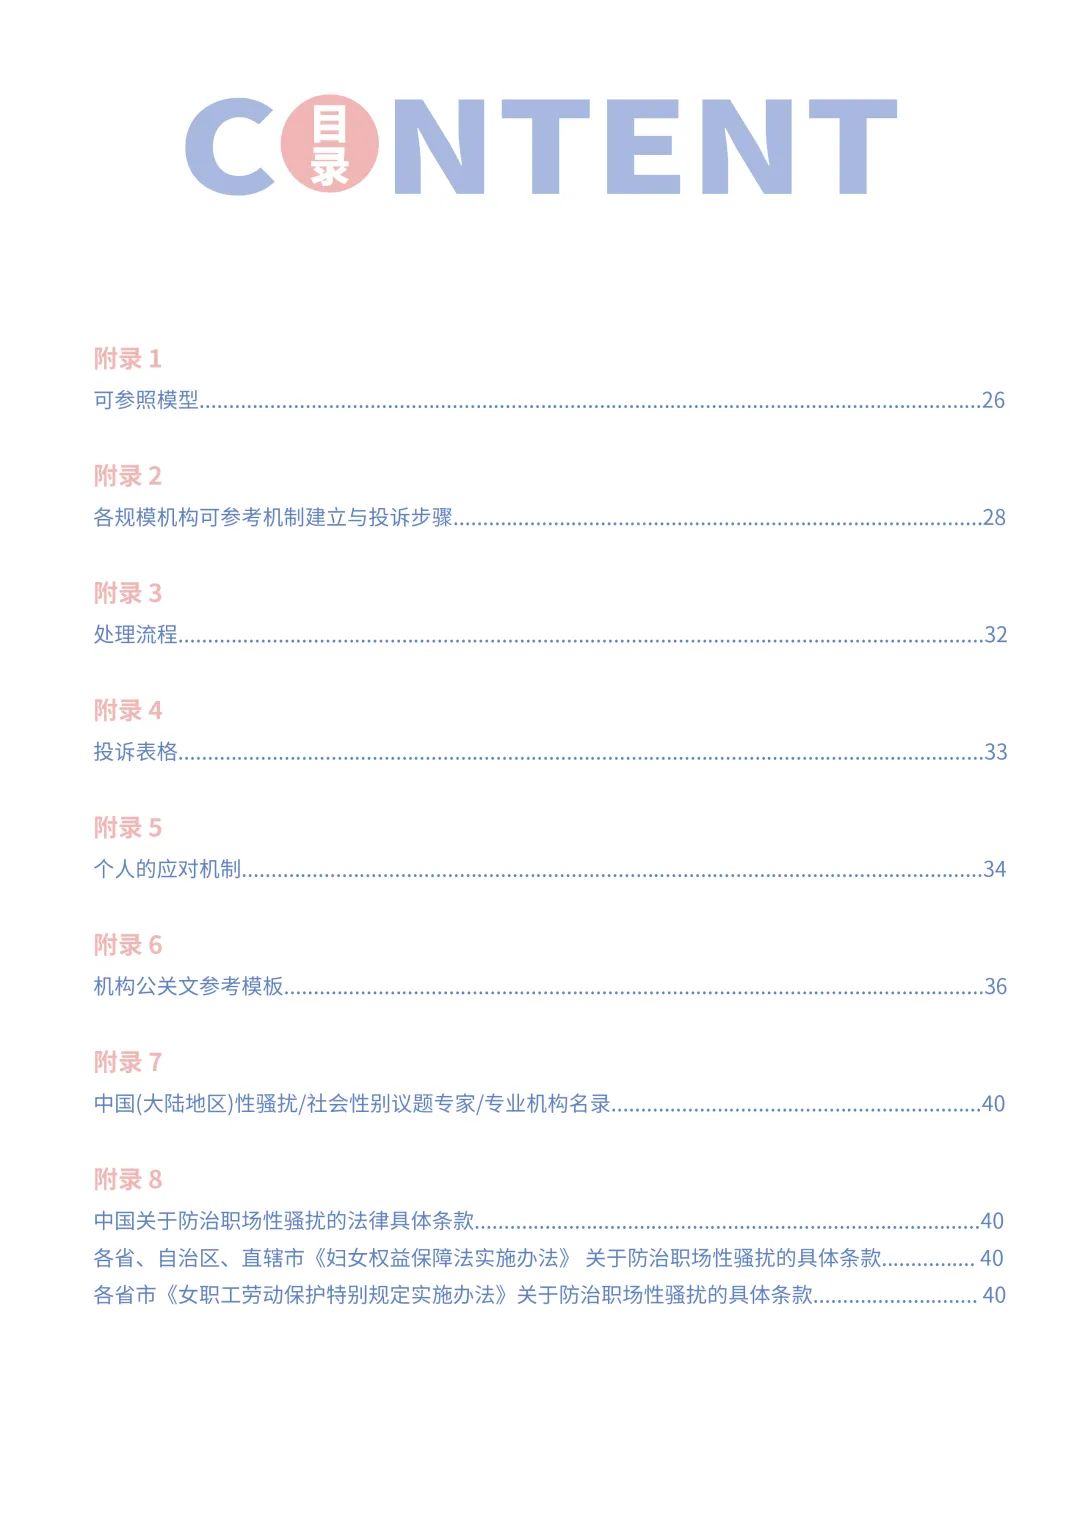 CONTENT
目录
附录 1
可参照模型........................................................................................................................................26
附录 2
各规模机构可参考机制建立与投诉步骤............................................................................................28
附录 3
处理流程............................................................................................................................................32
附录 4
投诉表格............................................................................................................................................33
附录 5
个人的应对机制.................................................................................................................................34
附录 6
机构公关文参考模板..........................................................................................................................36
附录 7
中国(大陆地区)性骚扰/社会性别议题专家/专业机构名录................................................................40
附录 8
中国关于防治职场性骚扰的法律具体条款........................................................................................40
各省、自治区、直辖市《妇女权益保障法实施办法》 关于防治职场性骚扰的具体条款................ 40
各省市《女职工劳动保护特别规定实施办法》关于防治职场性骚扰的具体条款............................ 40